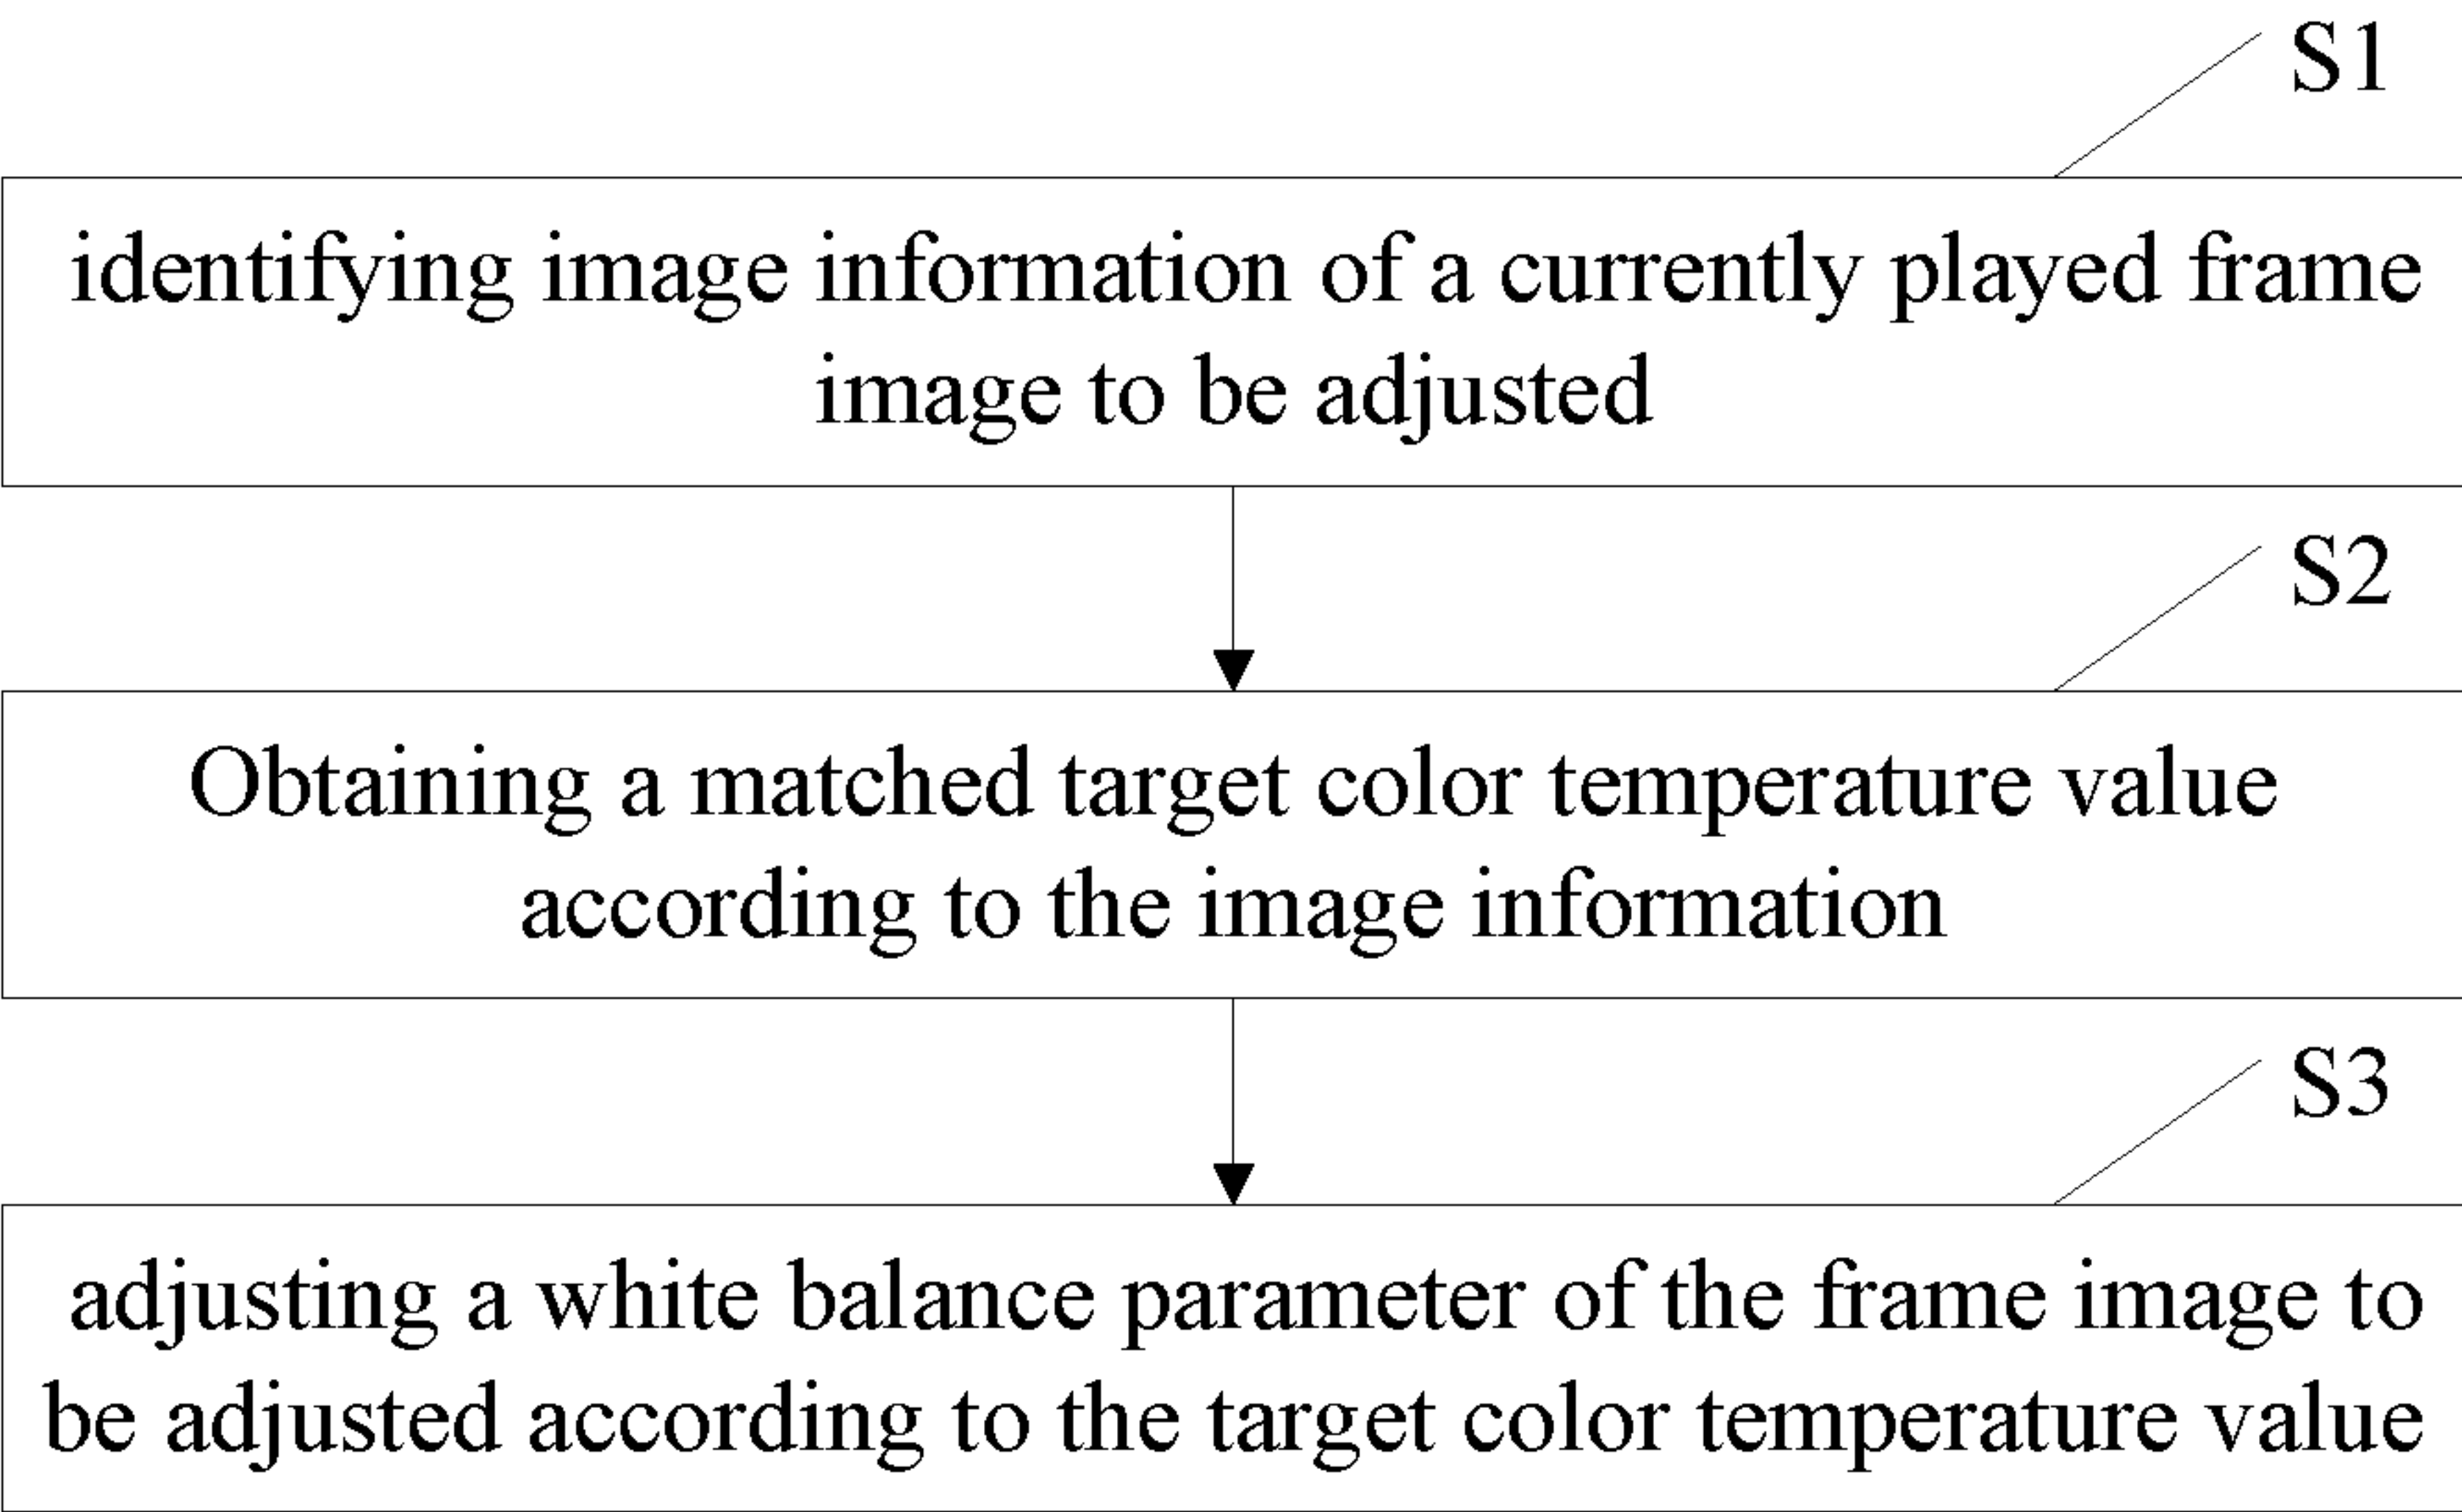 S1
identifying image information of a currently played frame
image to be adjusted
S2
Obtaining a matched target color temperature value
according to the image information
S3
adjusting a white balance parameter of the frame image to
be adjusted according to the target color temperature value